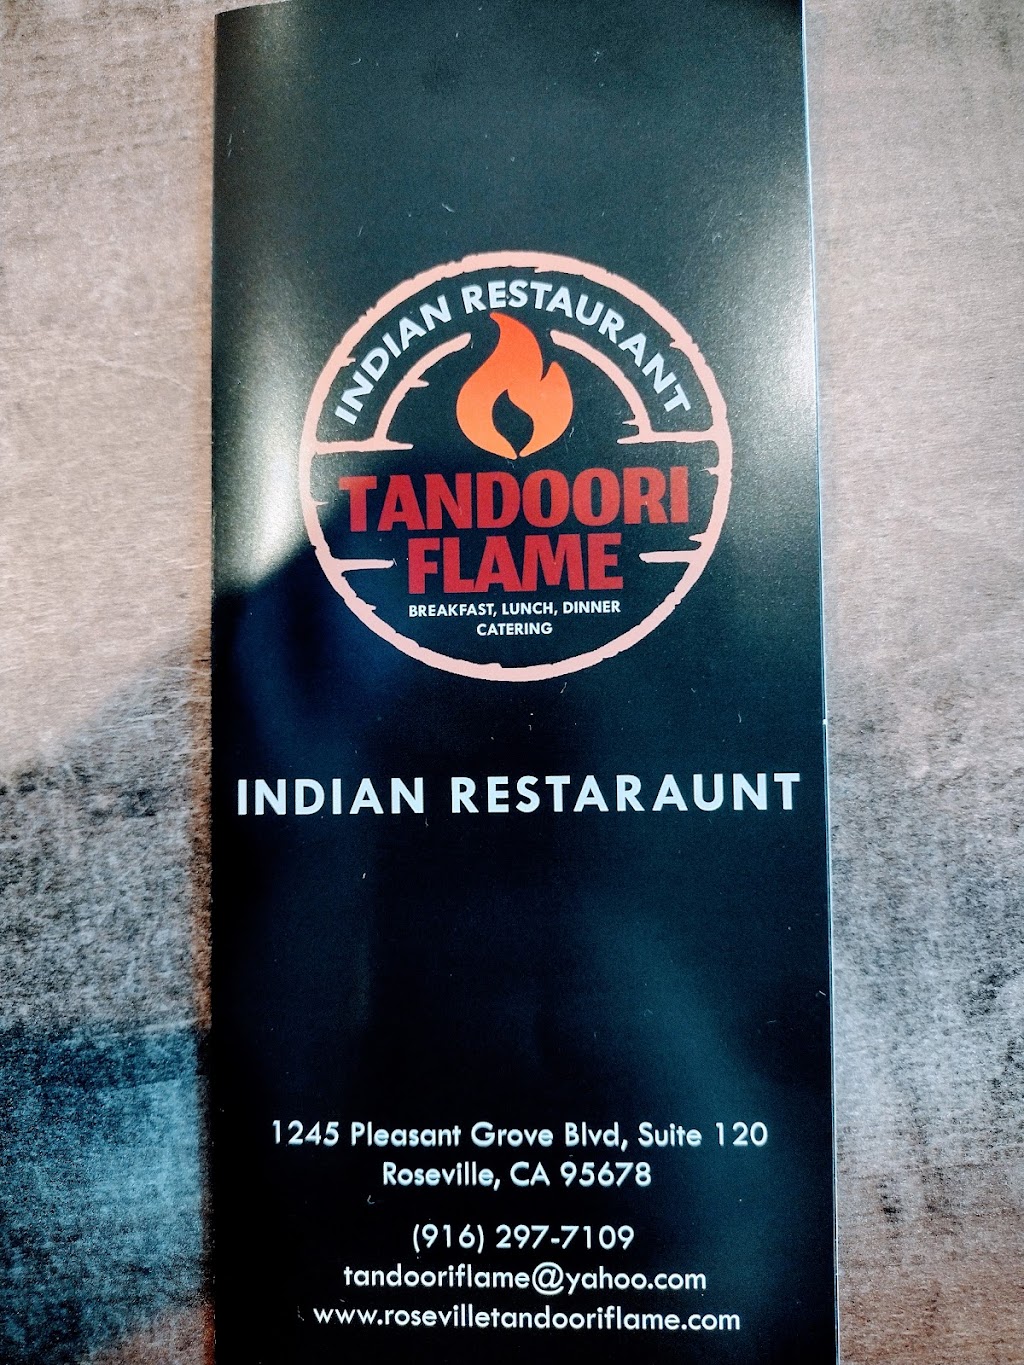 INDIAN RESTAURANT
TANDOORI
FLAME
BREAKFAST, LUNCH, DINNER
CATERING
INDIAN RESTARAUNT
1245 Pleasant Grove Blvd, Suite 120
Roseville, CA 95678
(916) 297-7109
tandooriflame@yahoo.com
www.rosevilletandooriflame.com